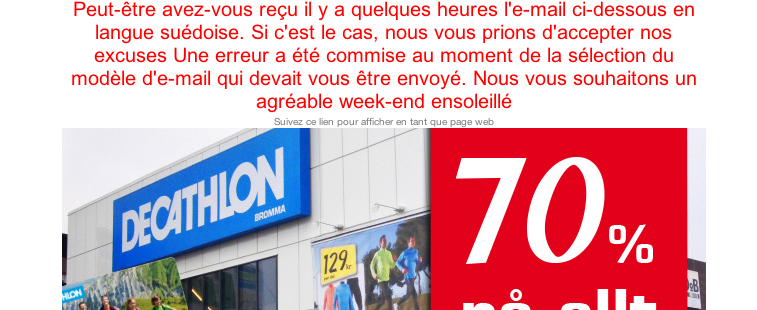 Peut-être avez-vous reçu il y a quelques heures l'e-mail ci-dessous en
langue suédoise. Si c'est le cas, nous vous prions d'accepter nos
excuses Une erreur a été commise au moment de la sélection du
modèle d'e-mail qui devait vous être envoyé. Nous vous souhaitons un
agréable week-end ensoleillé
Suivez ce lien pour afficher en tant que page web
DECATHLON
BROMMA
70%
på allt
129 kr